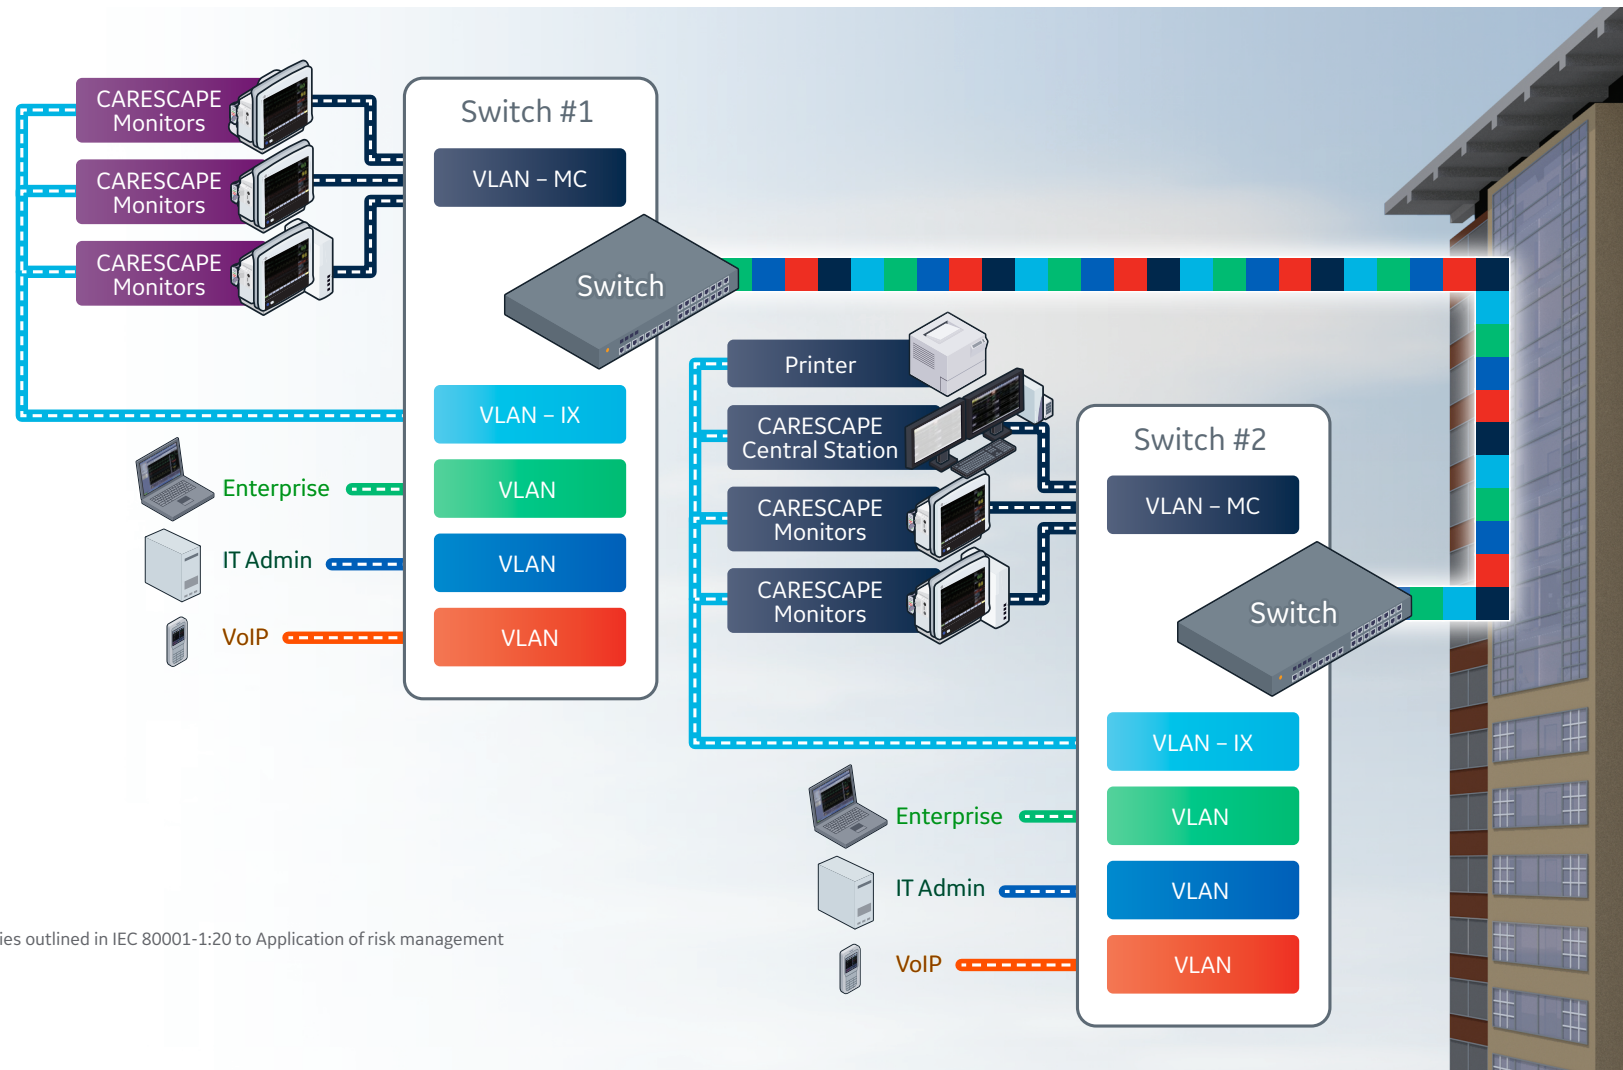 CARESCAPE
Monitors
CARESCAPE
Monitors
CARESCAPE
Monitors
Switch #1
VLAN – MC
Switch
VLAN – IX
Enterprise
VLAN
IT Admin
VLAN
VoIP
VLAN
Printer
CARESCAPE
Central Station
CARESCAPE
Monitors
CARESCAPE
Monitors
Switch #2
VLAN – MC
Switch
VLAN – IX
Enterprise
VLAN
IT Admin
VLAN
VoIP
VLAN
ies outlined in IEC 80001-1:20 to Application of risk management